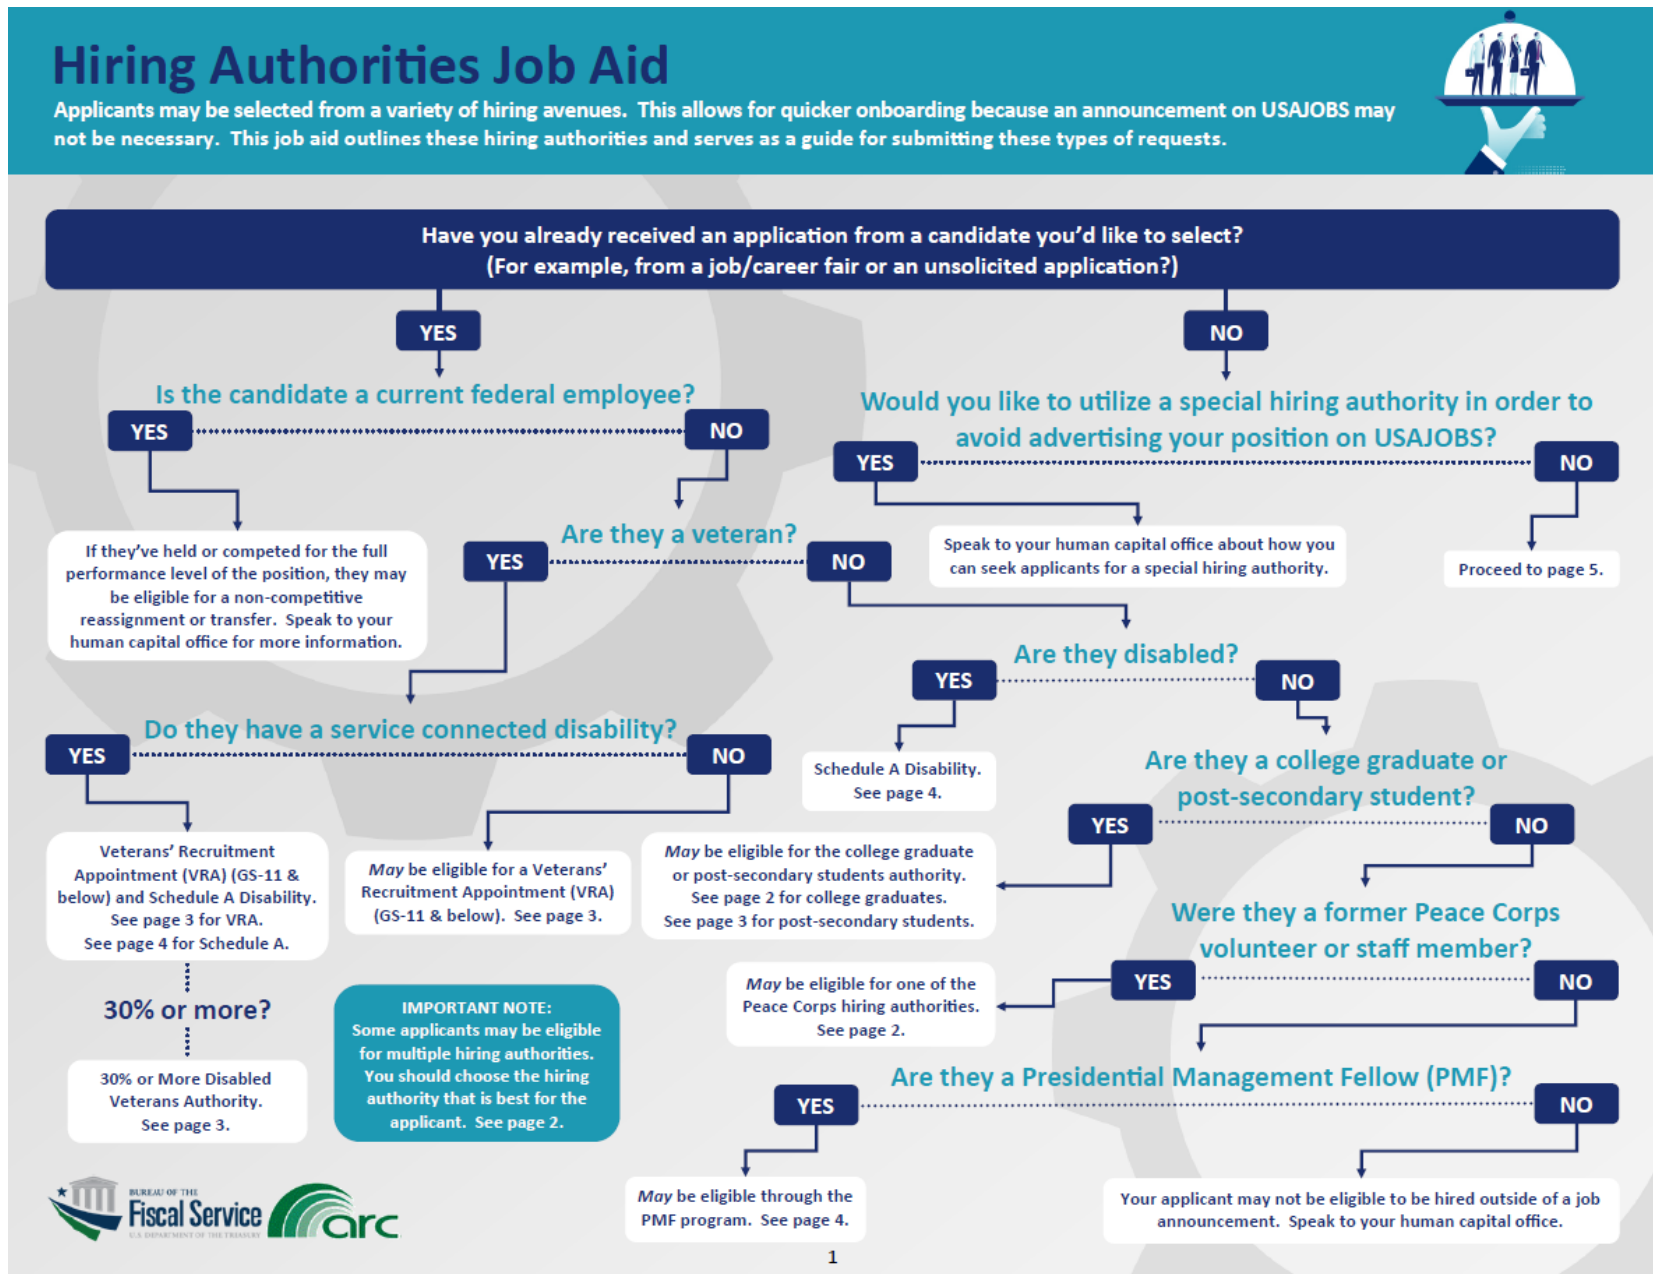 Hiring Authorities Job Aid
Applicants may be selected from a variety of hiring avenues.  This allows for quicker onboarding because an announcement on USAJOBS may
not be necessary.  This job aid outlines these hiring authorities and serves as a guide for submitting these types of requests.
Have you already received an application from a candidate you'd like to select?
(For example, from a job/career fair or an unsolicited application?)
YES
NO
Is the candidate a current federal employee?
YES
NO
Would you like to utilize a special hiring authority in order to
avoid advertising your position on USAJOBS?
YES
NO
If they've held or competed for the full
performance level of the position, they may
be eligible for a non-competitive
reassignment or transfer.  Speak to your
human capital office for more information.
Are they a veteran?
YES
NO
Speak to your human capital office about how you
can seek applicants for a special hiring authority.
Proceed to page 5.
Are they disabled?
YES
NO
Do they have a service connected disability?
YES
NO
Schedule A Disability.
See page 4.
Are they a college graduate or
post-secondary student?
YES
NO
Veterans' Recruitment
Appointment (VRA) (GS-11 &
below) and Schedule A Disability.
See page 3 for VRA.
See page 4 for Schedule A.
May be eligible for a Veterans'
Recruitment Appointment (VRA)
(GS-11 & below).  See page 3.
May be eligible for the college graduate
or post-secondary students authority.
See page 2 for college graduates.
See page 3 for post-secondary students.
Were they a former Peace Corps
volunteer or staff member?
YES
NO
May be eligible for one of the
Peace Corps hiring authorities.
See page 2.
30% or more?
30% or More Disabled
Veterans Authority.
See page 3.
IMPORTANT NOTE:
Some applicants may be eligible
for multiple hiring authorities.
You should choose the hiring
authority that is best for the
applicant.  See page 2.
Are they a Presidential Management Fellow (PMF)?
YES
NO
May be eligible through the
PMF program.  See page 4.
Your applicant may not be eligible to be hired outside of a job
announcement.  Speak to your human capital office.
BUREAU OF THE
Fiscal Service
U.S. DEPARTMENT OF THE TREASURY
arc
1